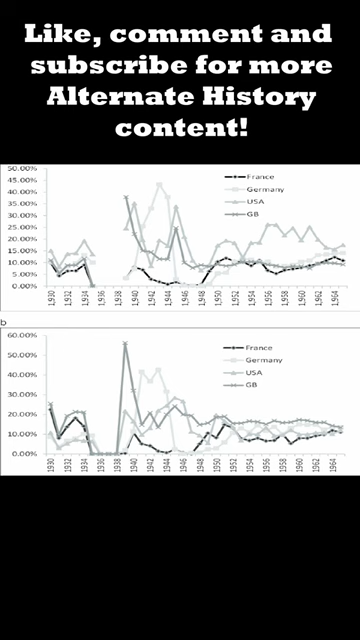 Like, comment and
subscribe for more
Alternate History
content!
50.00%
45.00%
40.00%
35.00%
30.00%
25.00%
20.00%
15.00%
10.00%
5.00%
0.00%
France
Germany
USA
GB
1930 1932 1934 1936 1938 1940 1942 1944 1946 1948 1950 1952 1954 1956 1958 1960 1962 1964
b
60.00%
50.00%
40.00%
30.00%
20.00%
10.00%
0.00%
France
Germany
USA
GB
1930 1932 1934 1936 1938 1940 1942 1944 1946 1948 1950 1952 1954 1956 1958 1960 1962 1964